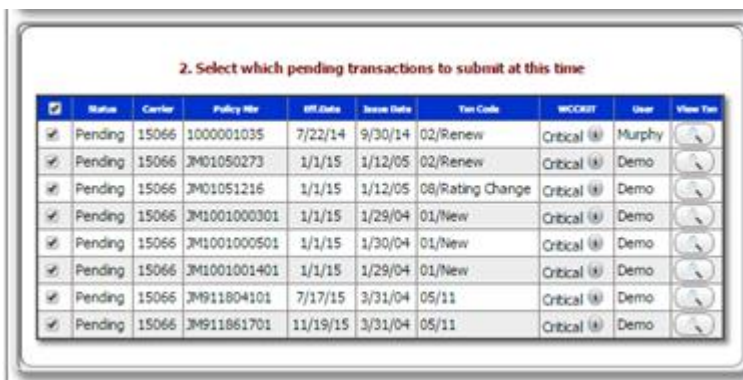 2. Select which pending transactions to submit at this time
Status Carrier Policy Nbr Eff.Date Issue Date Txn Code WCCRIT User View Txn
Pending 15066 1000001035 7/22/14 9/30/14 02/Renew Critical Murphy
Pending 15066 JM01050273 1/1/15 1/12/05 02/Renew Critical Demo
Pending 15066 JM01051216 1/1/15 1/12/05 08/Rating Change Critical Demo
Pending 15066 JM1001000301 1/1/15 1/29/04 01/New Critical Demo
Pending 15066 JM1001000501 1/1/15 1/30/04 01/New Critical Demo
Pending 15066 JM1001001401 1/1/15 1/29/04 01/New Critical Demo
Pending 15066 JM911804101 7/17/15 3/31/04 05/11 Critical Demo
Pending 15066 JM911861701 11/19/15 3/31/04 05/11 Critical Demo